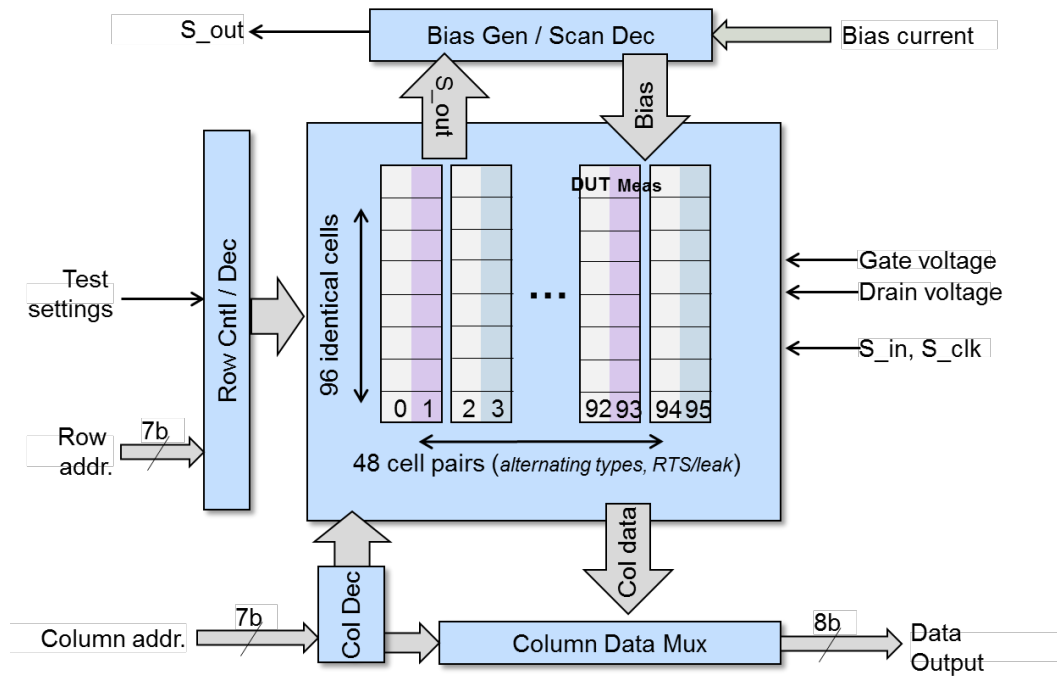 S_out
Bias Gen / Scan Dec
Bias current
S_out
Bias
DUT Meas
96 identical cells
Test
settings
Row Cntl / Dec
Gate voltage
Drain voltage
S_in, S_clk
...
0 1 2 3 92 93 94 95
Row
addr.
7b
48 cell pairs (alternating types, RTS/leak)
Col data
Col Dec
Column addr.
7b
Column Data Mux
8b
Data
Output